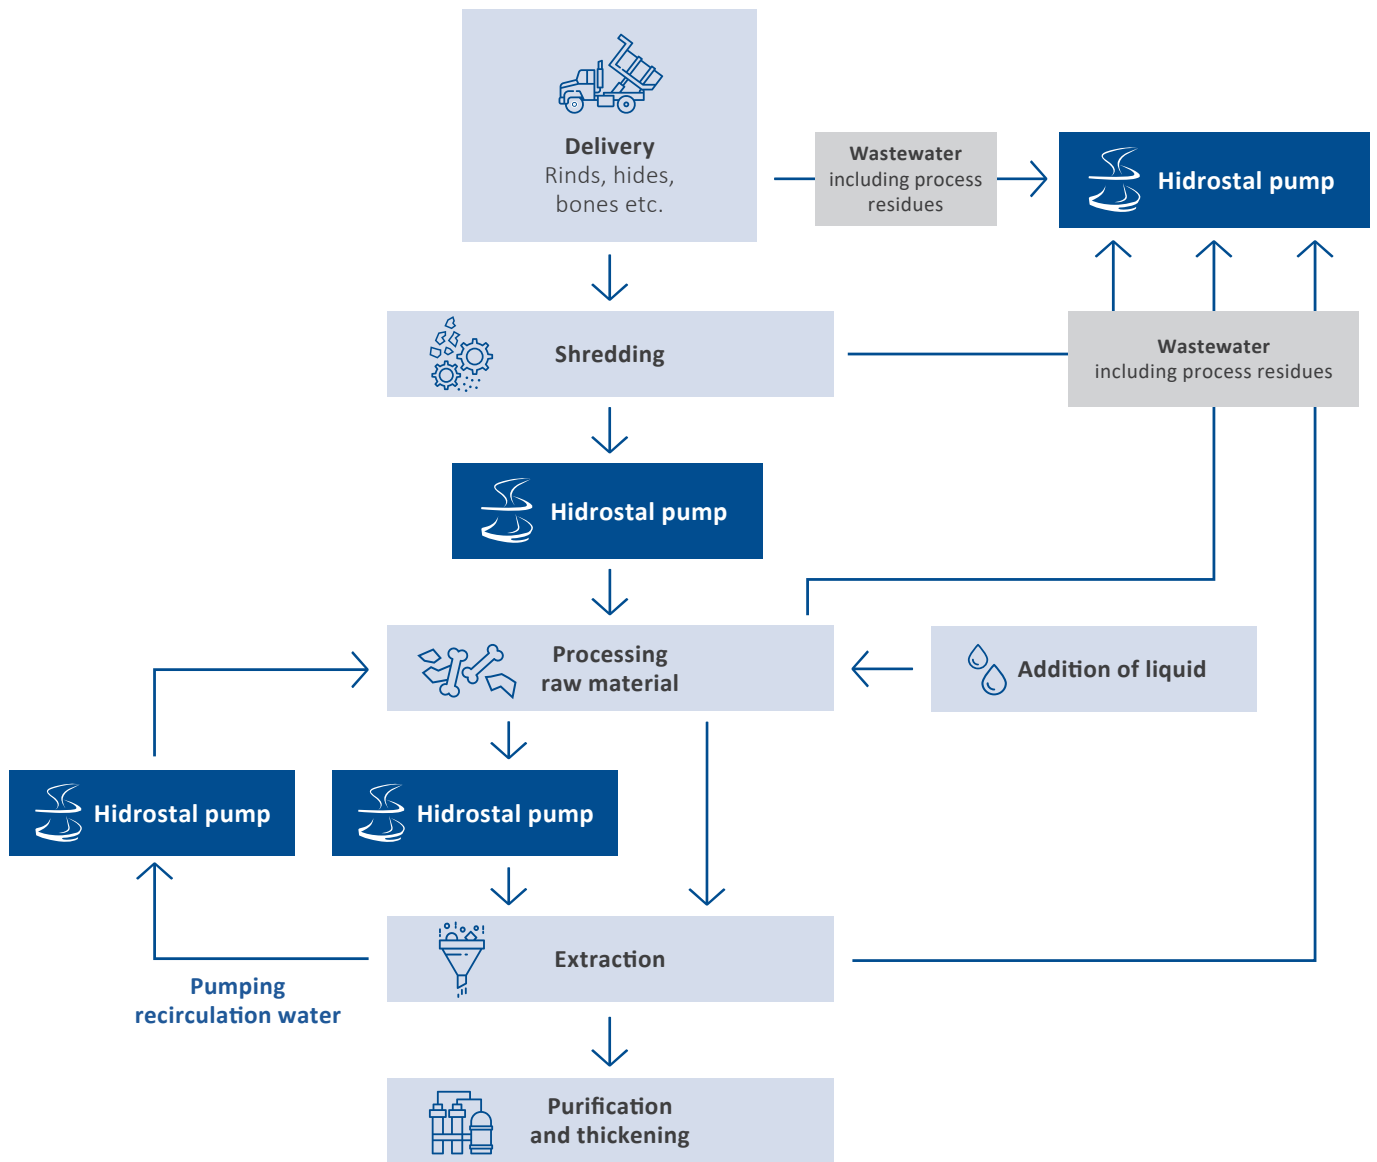 Delivery
Rinds, hides,
bones etc.
Wastewater
including process
residues
Hidrostal pump
Shredding
Wastewater
including process residues
Hidrostal pump
Processing
raw material
Addition of liquid
Hidrostal pump
Hidrostal pump
Extraction
Pumping
recirculation water
Purification
and thickening